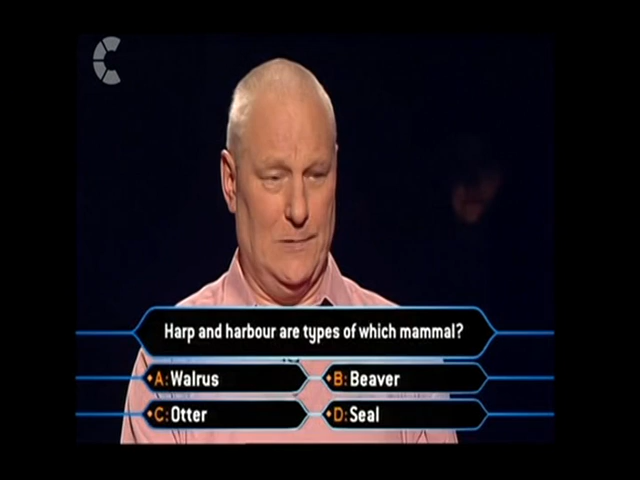 Harp and harbour are types of which mammal?
A: Walrus
B: Beaver
C: Otter
D: Seal